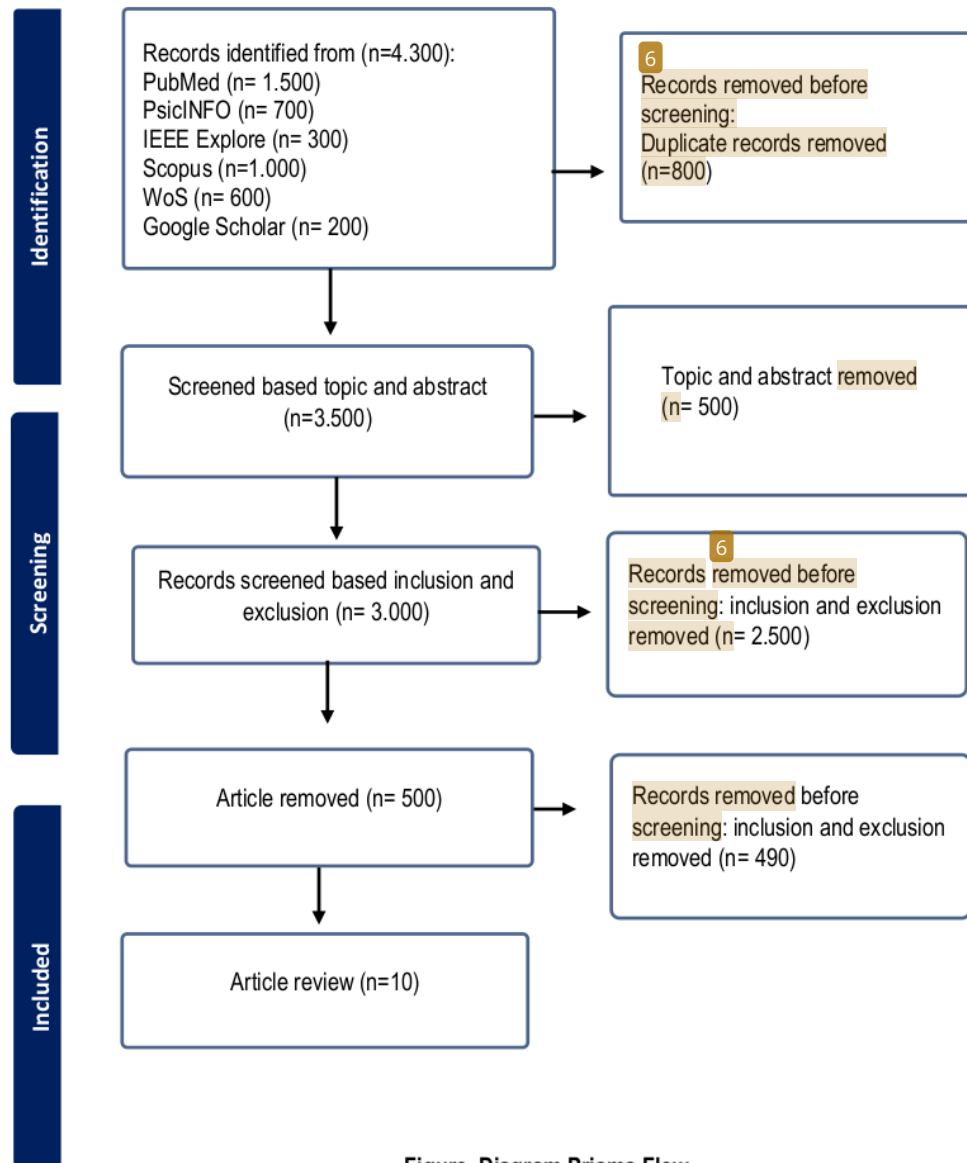 Identification
Records identified from (n=4.300):
PubMed (n= 1.500)
PsicINFO (n= 700)
IEEE Explore (n= 300)
Scopus (n=1.000)
WoS (n= 600)
Google Scholar (n= 200)
6
Records removed before
screening:
Duplicate records removed
(n=800)
Screened based topic and abstract
(n=3.500)
Topic and abstract removed
(n= 500)
Screening
Records screened based inclusion and
exclusion (n= 3.000)
6
Records removed before
screening: inclusion and exclusion
removed (n= 2.500)
Article removed (n= 500)
Records removed before
screening: inclusion and exclusion
removed (n= 490)
Included
Article review (n=10)
Figure. Diagram Prisma Flow